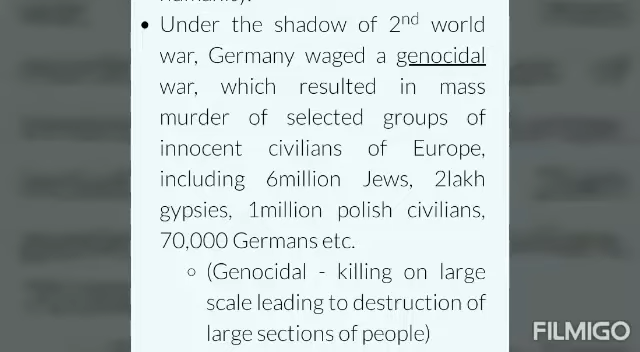 Under the shadow of 2nd world
war, Germany waged a genocidal
war, which resulted in mass
murder of selected groups of
innocent civilians of Europe,
including 6million Jews, 2lakh
gypsies, 1million polish civilians,
70,000 Germans etc.
(Genocidal - killing on large
scale leading to destruction of
large sections of people)
FILMIGO